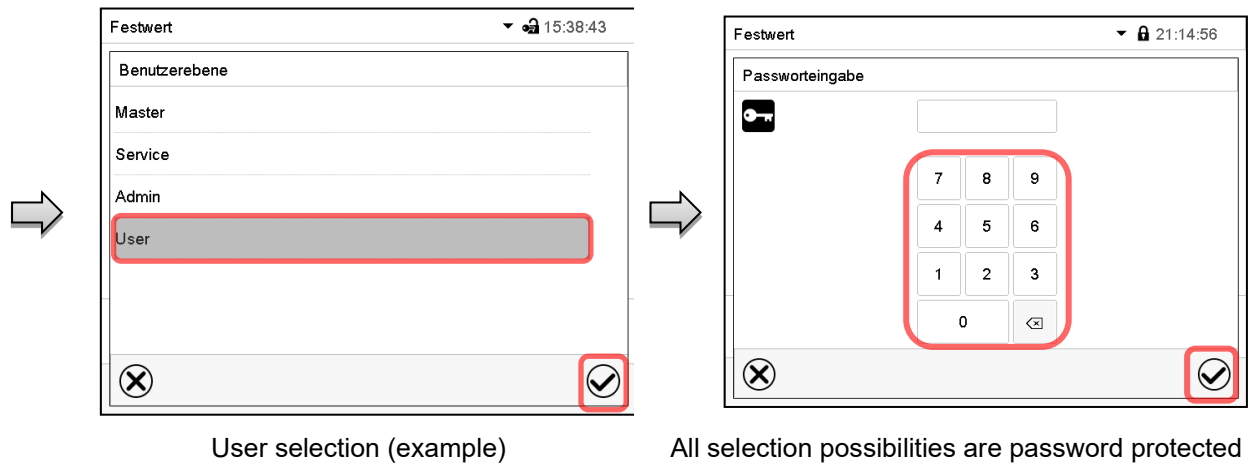 Festwert 15:38:43
Benutzerebene
Master
Service
Admin
User
User selection (example)
Festwert 21:14:56
Passworteingabe
7 8 9
4 5 6
1 2 3
0
All selection possibilities are password protected